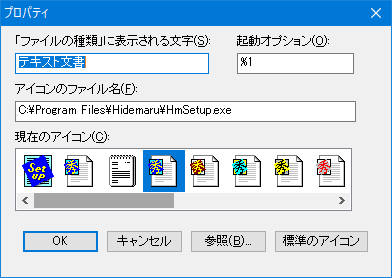 プロパティ
「ファイルの種類」に表示される文字(S):
起動オプション(O):
テキスト文書
%1
アイコンのファイル名(F):
C:¥Program Files¥Hidemaru¥HmSetup.exe
現在のアイコン(C):
Set up
OK
キャンセル
参照(B)...
標準のアイコン